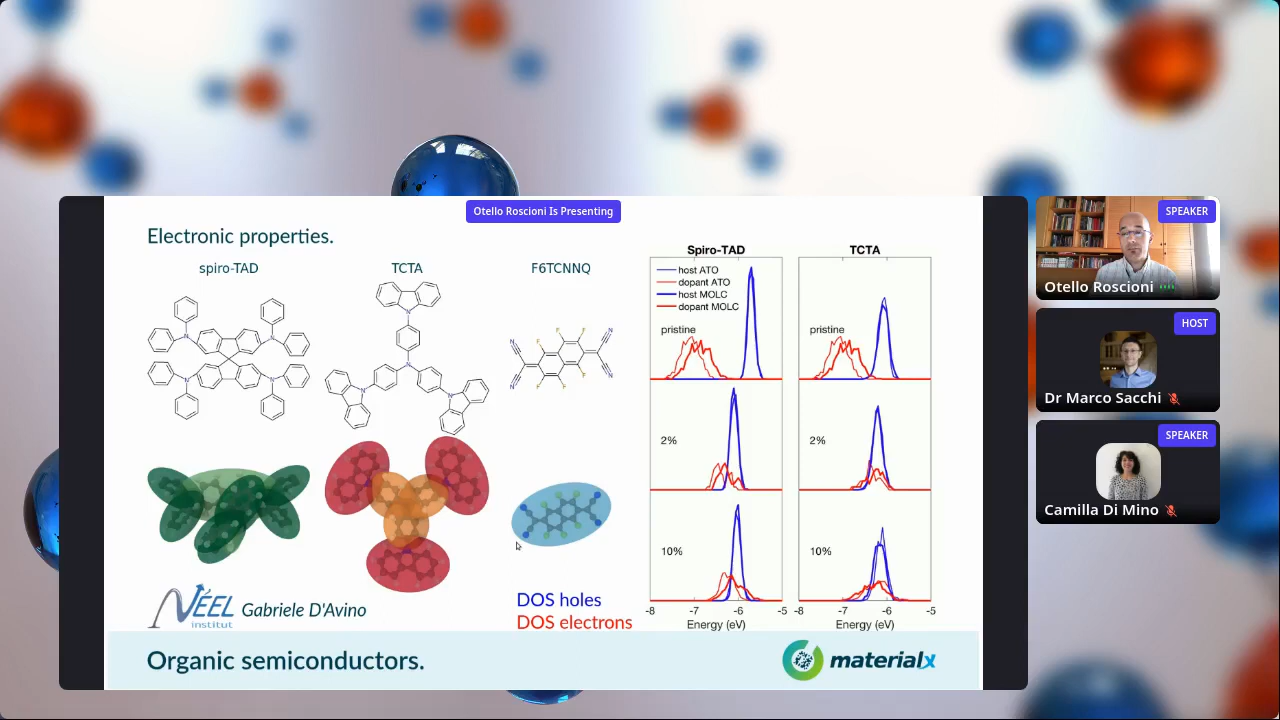 Otello Roscioni Is Presenting
Electronic properties.
spiro-TAD
TCTA
F6TCNNQ
Spiro-TAD
TCTA
host ATO
dopant ATO
host MOLC
dopant MOLC
pristine
pristine
2%
2%
10%
10%
-8 -7 -6 -5
-8 -7 -6 -5
Energy (eV)
Energy (eV)
NÉEL
institut
Gabriele D'Avino
DOS holes
DOS electrons
Organic semiconductors.
materialx
SPEAKER
Otello Roscioni
HOST
Dr Marco Sacchi
SPEAKER
Camilla Di Mino